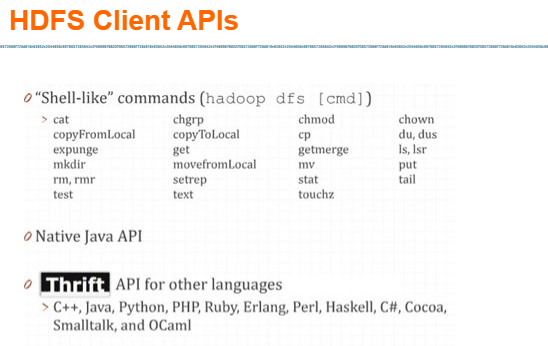 HDFS Client APIs
“Shell-like” commands (hadoop dfs [cmd])
> cat chgrp chmod chown
copyFromLocal copyToLocal cp du, dus
expunge get getmerge ls, lsr
mkdir movefromLocal mv put
rm, rmr setrep stat tail
test text touchz
Native Java API
Thrift API for other languages
> C++, Java, Python, PHP, Ruby, Erlang, Perl, Haskell, C#, Cocoa,
Smalltalk, and OCaml